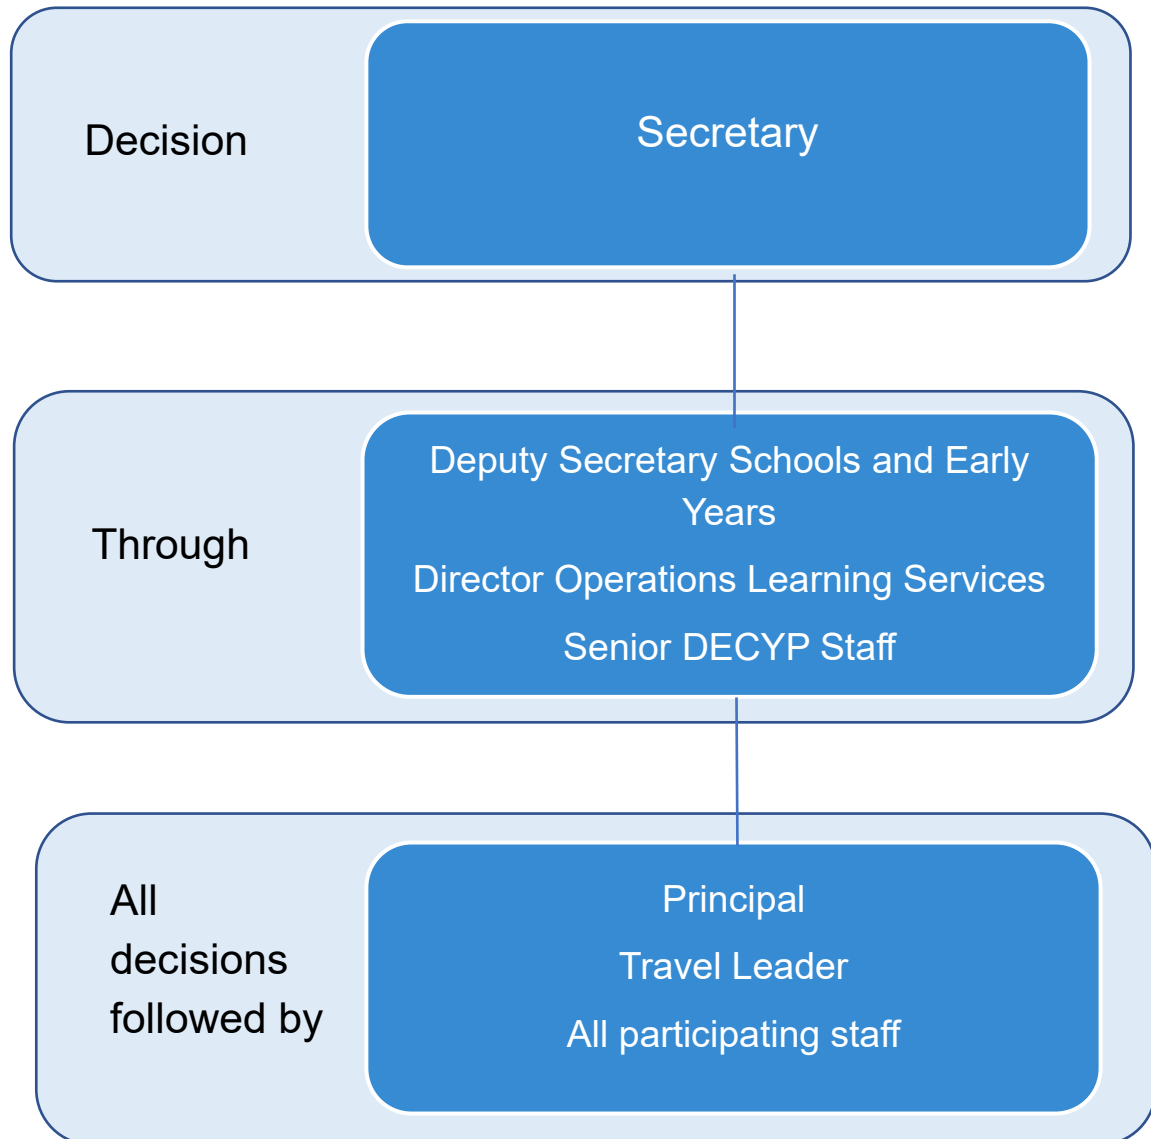 Decision
Secretary
Through
Deputy Secretary Schools and Early
Years
Director Operations Learning Services
Senior DECYP Staff
All
decisions
followed by
Principal
Travel Leader
All participating staff